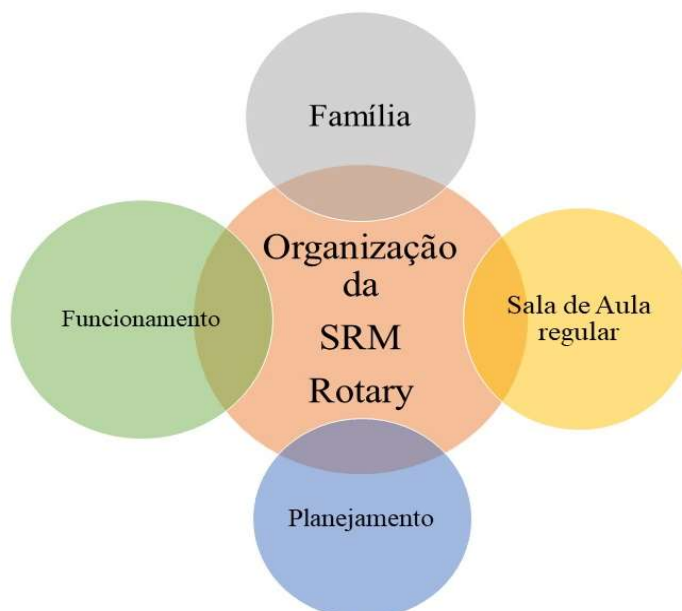 Família
Organização
da
SRM
Rotary
Funcionamento
Sala de Aula
regular
Planejamento